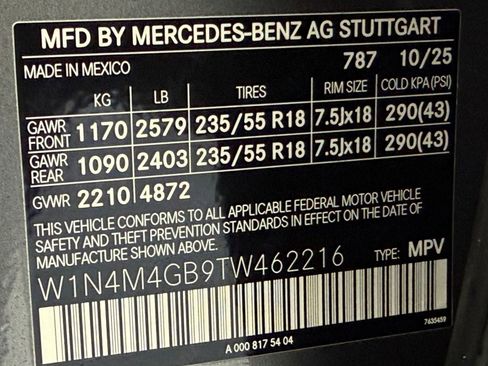 MFD BY MERCEDES-BENZ AG STUTTGART
MADE IN MEXICO 787 10/25
KG LB TIRES RIM SIZE COLD KPA (PSI)
GAWR FRONT 1170 2579 235/55 R18 7.5Jx18 290(43)
GAWR REAR 1090 2403 235/55 R18 7.5Jx18 290(43)
GWR 2210 4872
THIS VEHICLE CONFORMS TO ALL APPLICABLE FEDERAL MOTOR VEHICLE
SAFETY AND THEFT PREVENTION STANDARDS IN EFFECT ON THE DATE OF
MANUFACTURE SHOWN ABOVE.
W1N4M4GB9TW462216 TYPE: MPV
7635459
A 000 817 54 04